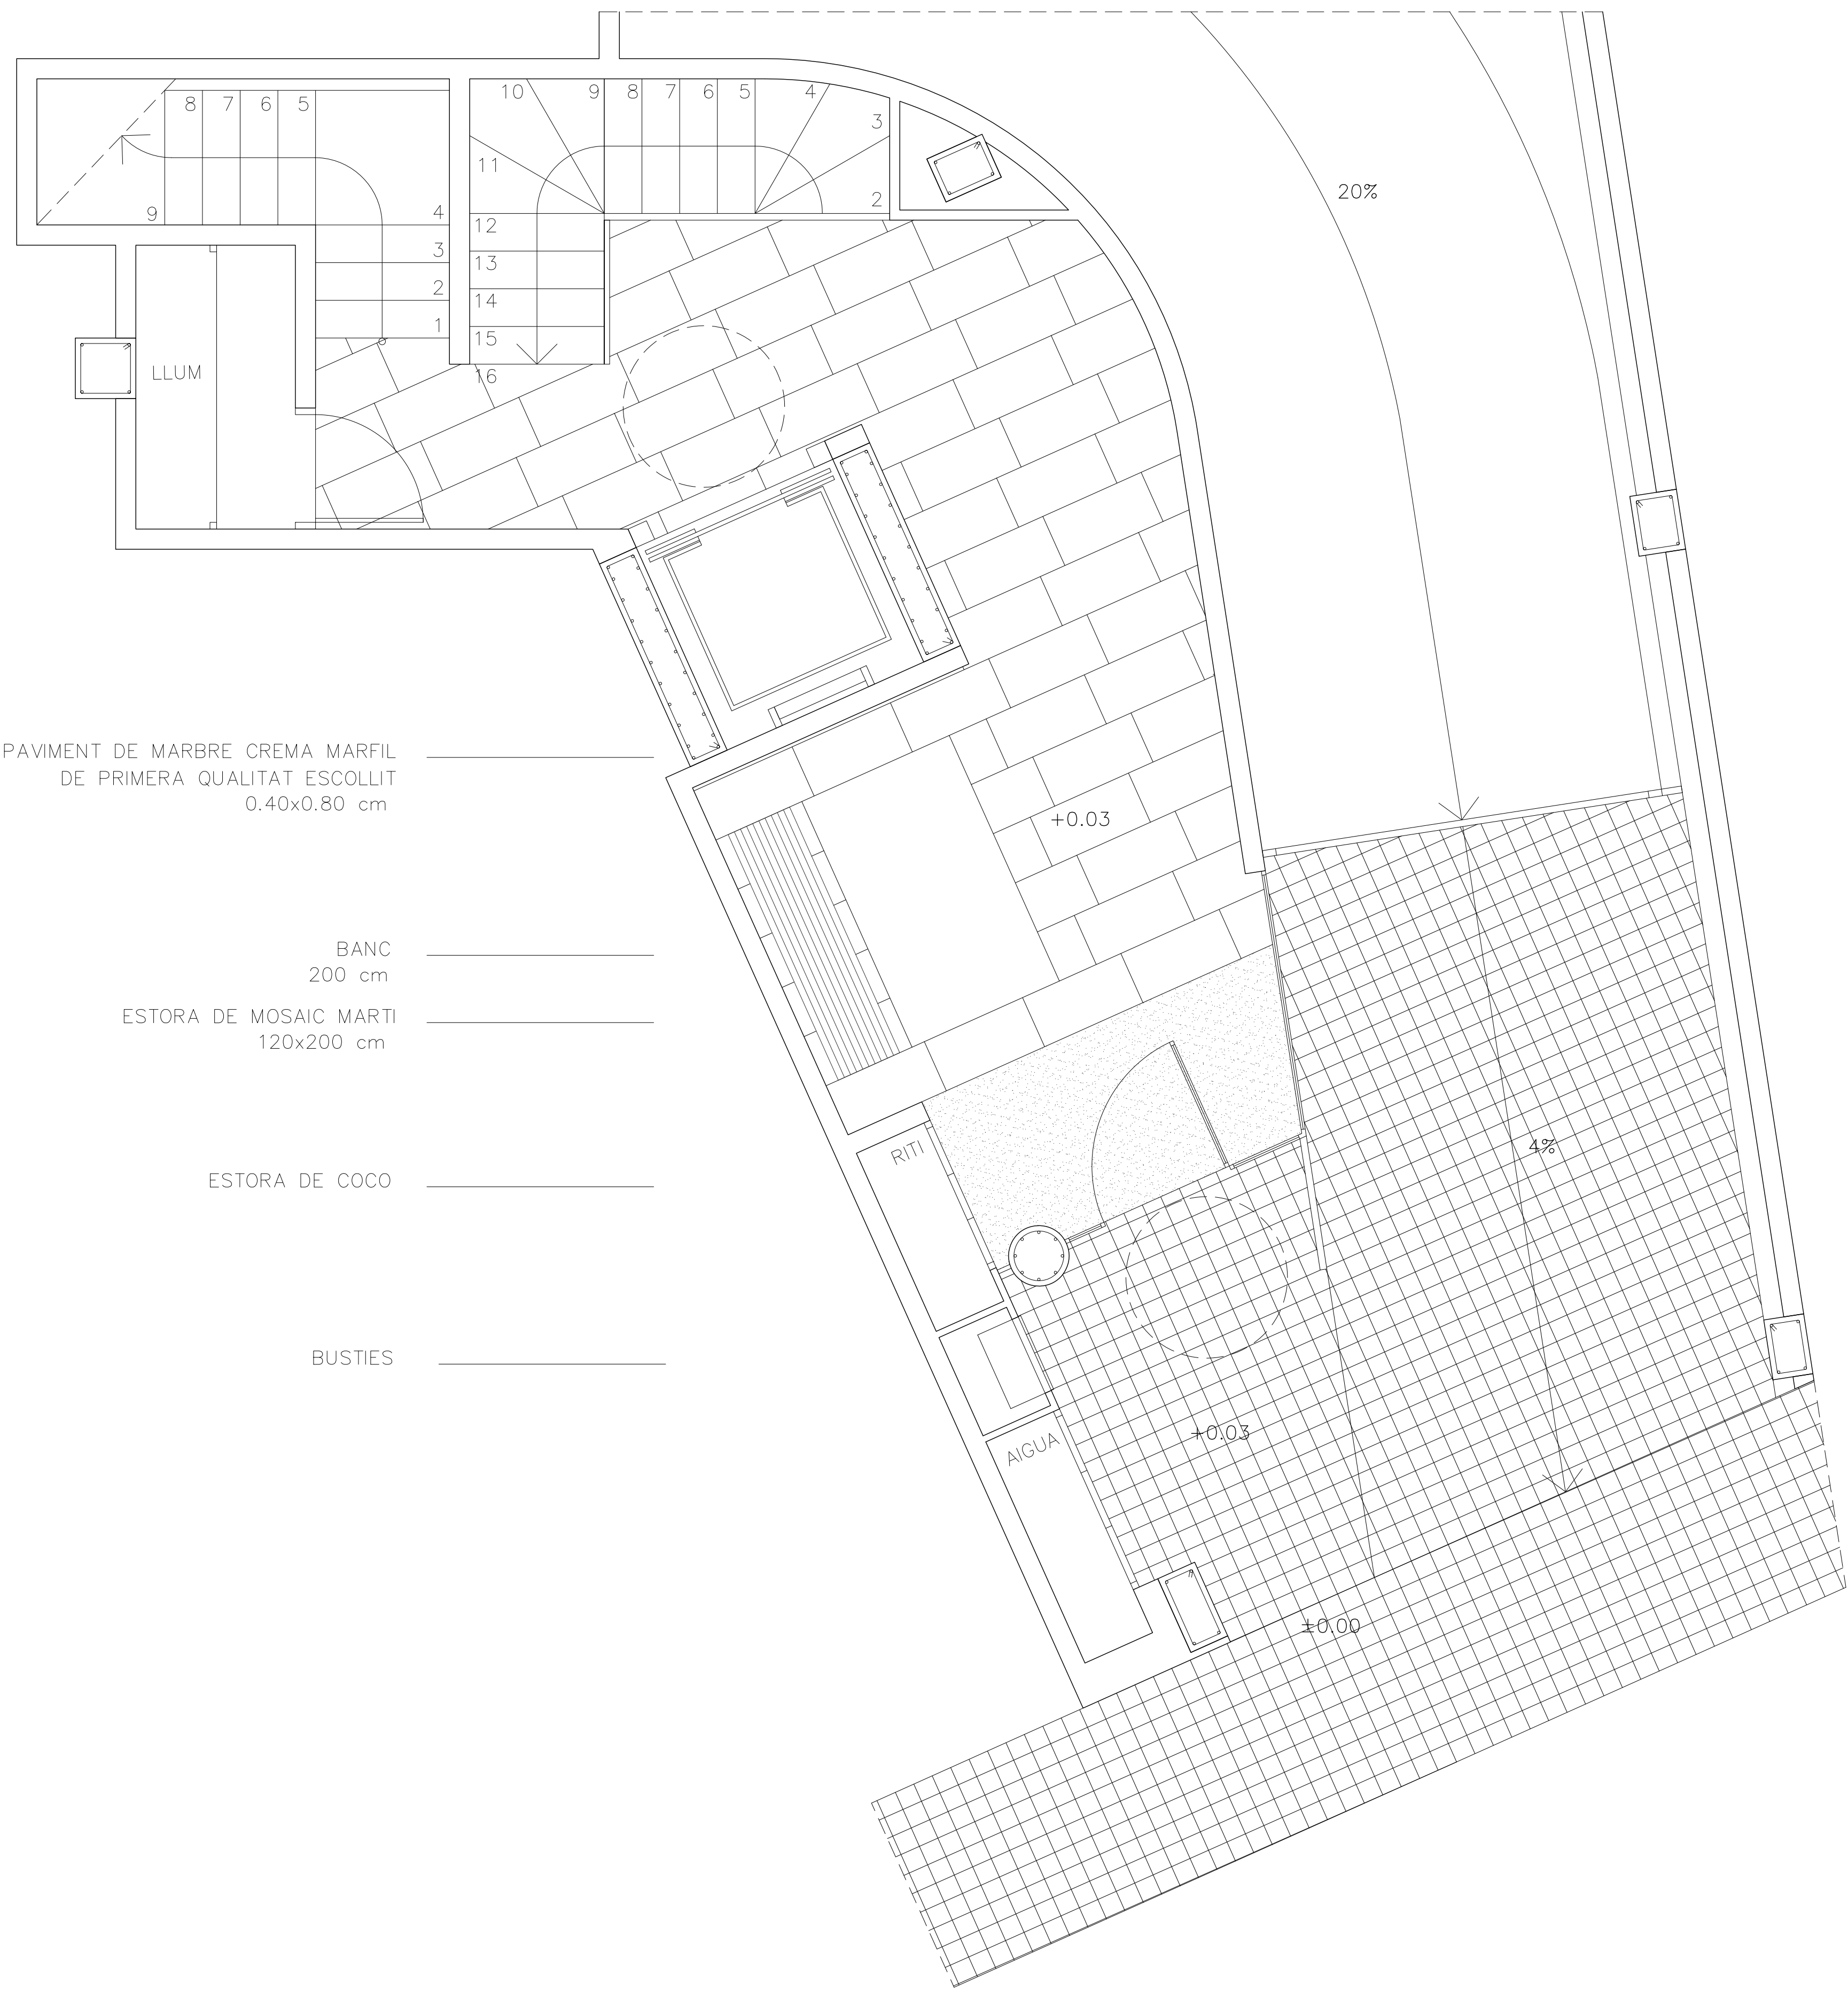 8 7 6 5
9
4
3
2
1
10 9 8 7 6 5 4
3
11
2
12
13
14
15
16
20%
LLUM
PAVIMENT DE MARBRE CREMA MARFIL
DE PRIMERA QUALITAT ESCOLLIT
0.40x0.80 cm
+0.03
BANC
200 cm
ESTORA DE MOSAIC MARTI
120x200 cm
RITI
4%
ESTORA DE COCO
BUSTIES
+0.03
AIGUA
±0.00